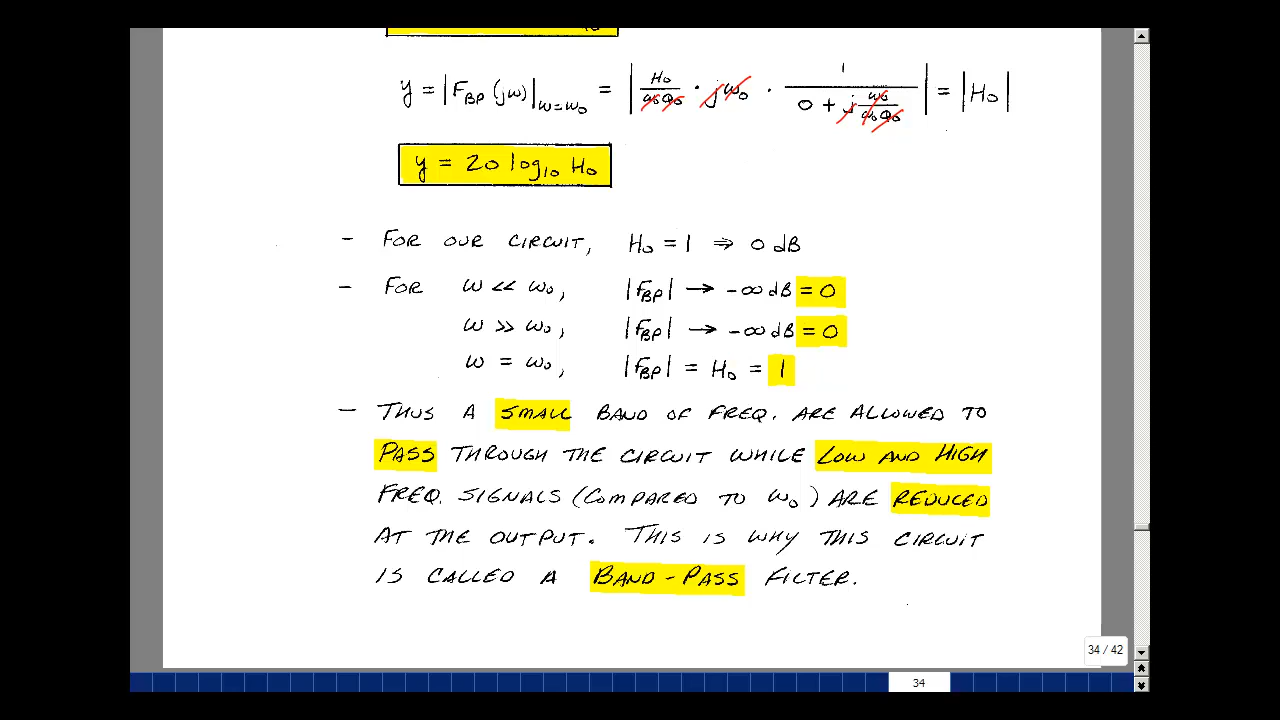 y = |F_BP (jω)|_ω=ω₀ = | H₀/(ω₀Q₀) · jω₀ · 1/(0 + j ω₀/(ω₀Q₀)) | = |H₀|
y = 20 log₁₀ H₀
- FOR OUR CIRCUIT, H₀ = 1 ⇒ 0 dB
- FOR ω << ω₀, |F_BP| → -∞ dB = 0
ω >> ω₀, |F_BP| → -∞ dB = 0
ω = ω₀, |F_BP| = H₀ = 1
- THUS A SMALL BAND OF FREQ. ARE ALLOWED TO
PASS THROUGH THE CIRCUIT WHILE LOW AND HIGH
FREQ. SIGNALS (COMPARED TO ω₀) ARE REDUCED
AT THE OUTPUT. THIS IS WHY THIS CIRCUIT
IS CALLED A BAND-PASS FILTER.
34 / 42
34